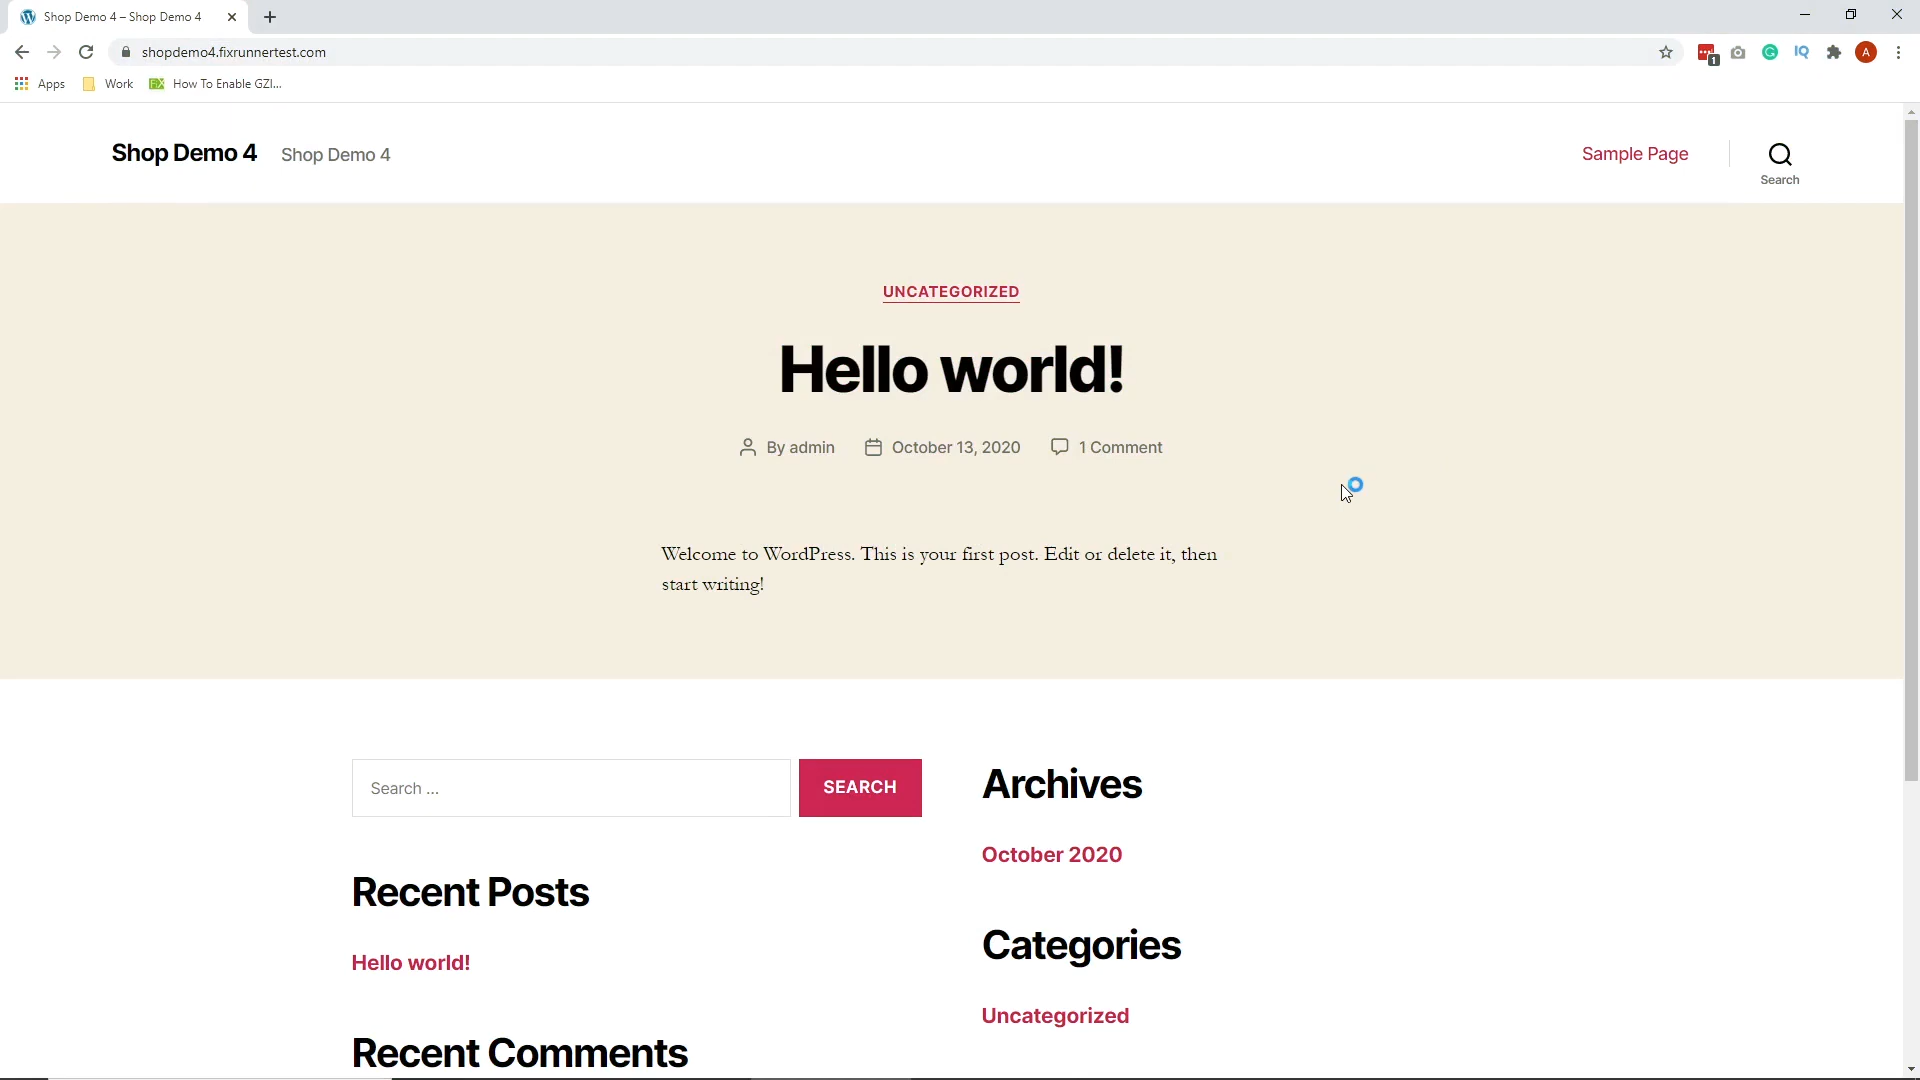 Shop Demo 4 – Shop Demo 4
shopdemo4.fixrunnertest.com
1
IQ
A
Apps
Work
FiX
How To Enable GZI...
Shop Demo 4
Shop Demo 4
Sample Page
Search
UNCATEGORIZED
Hello world!
By admin
October 13, 2020
1 Comment
Welcome to WordPress. This is your first post. Edit or delete it, then
start writing!
Search ...
SEARCH
Archives
October 2020
Recent Posts
Hello world!
Categories
Uncategorized
Recent Comments